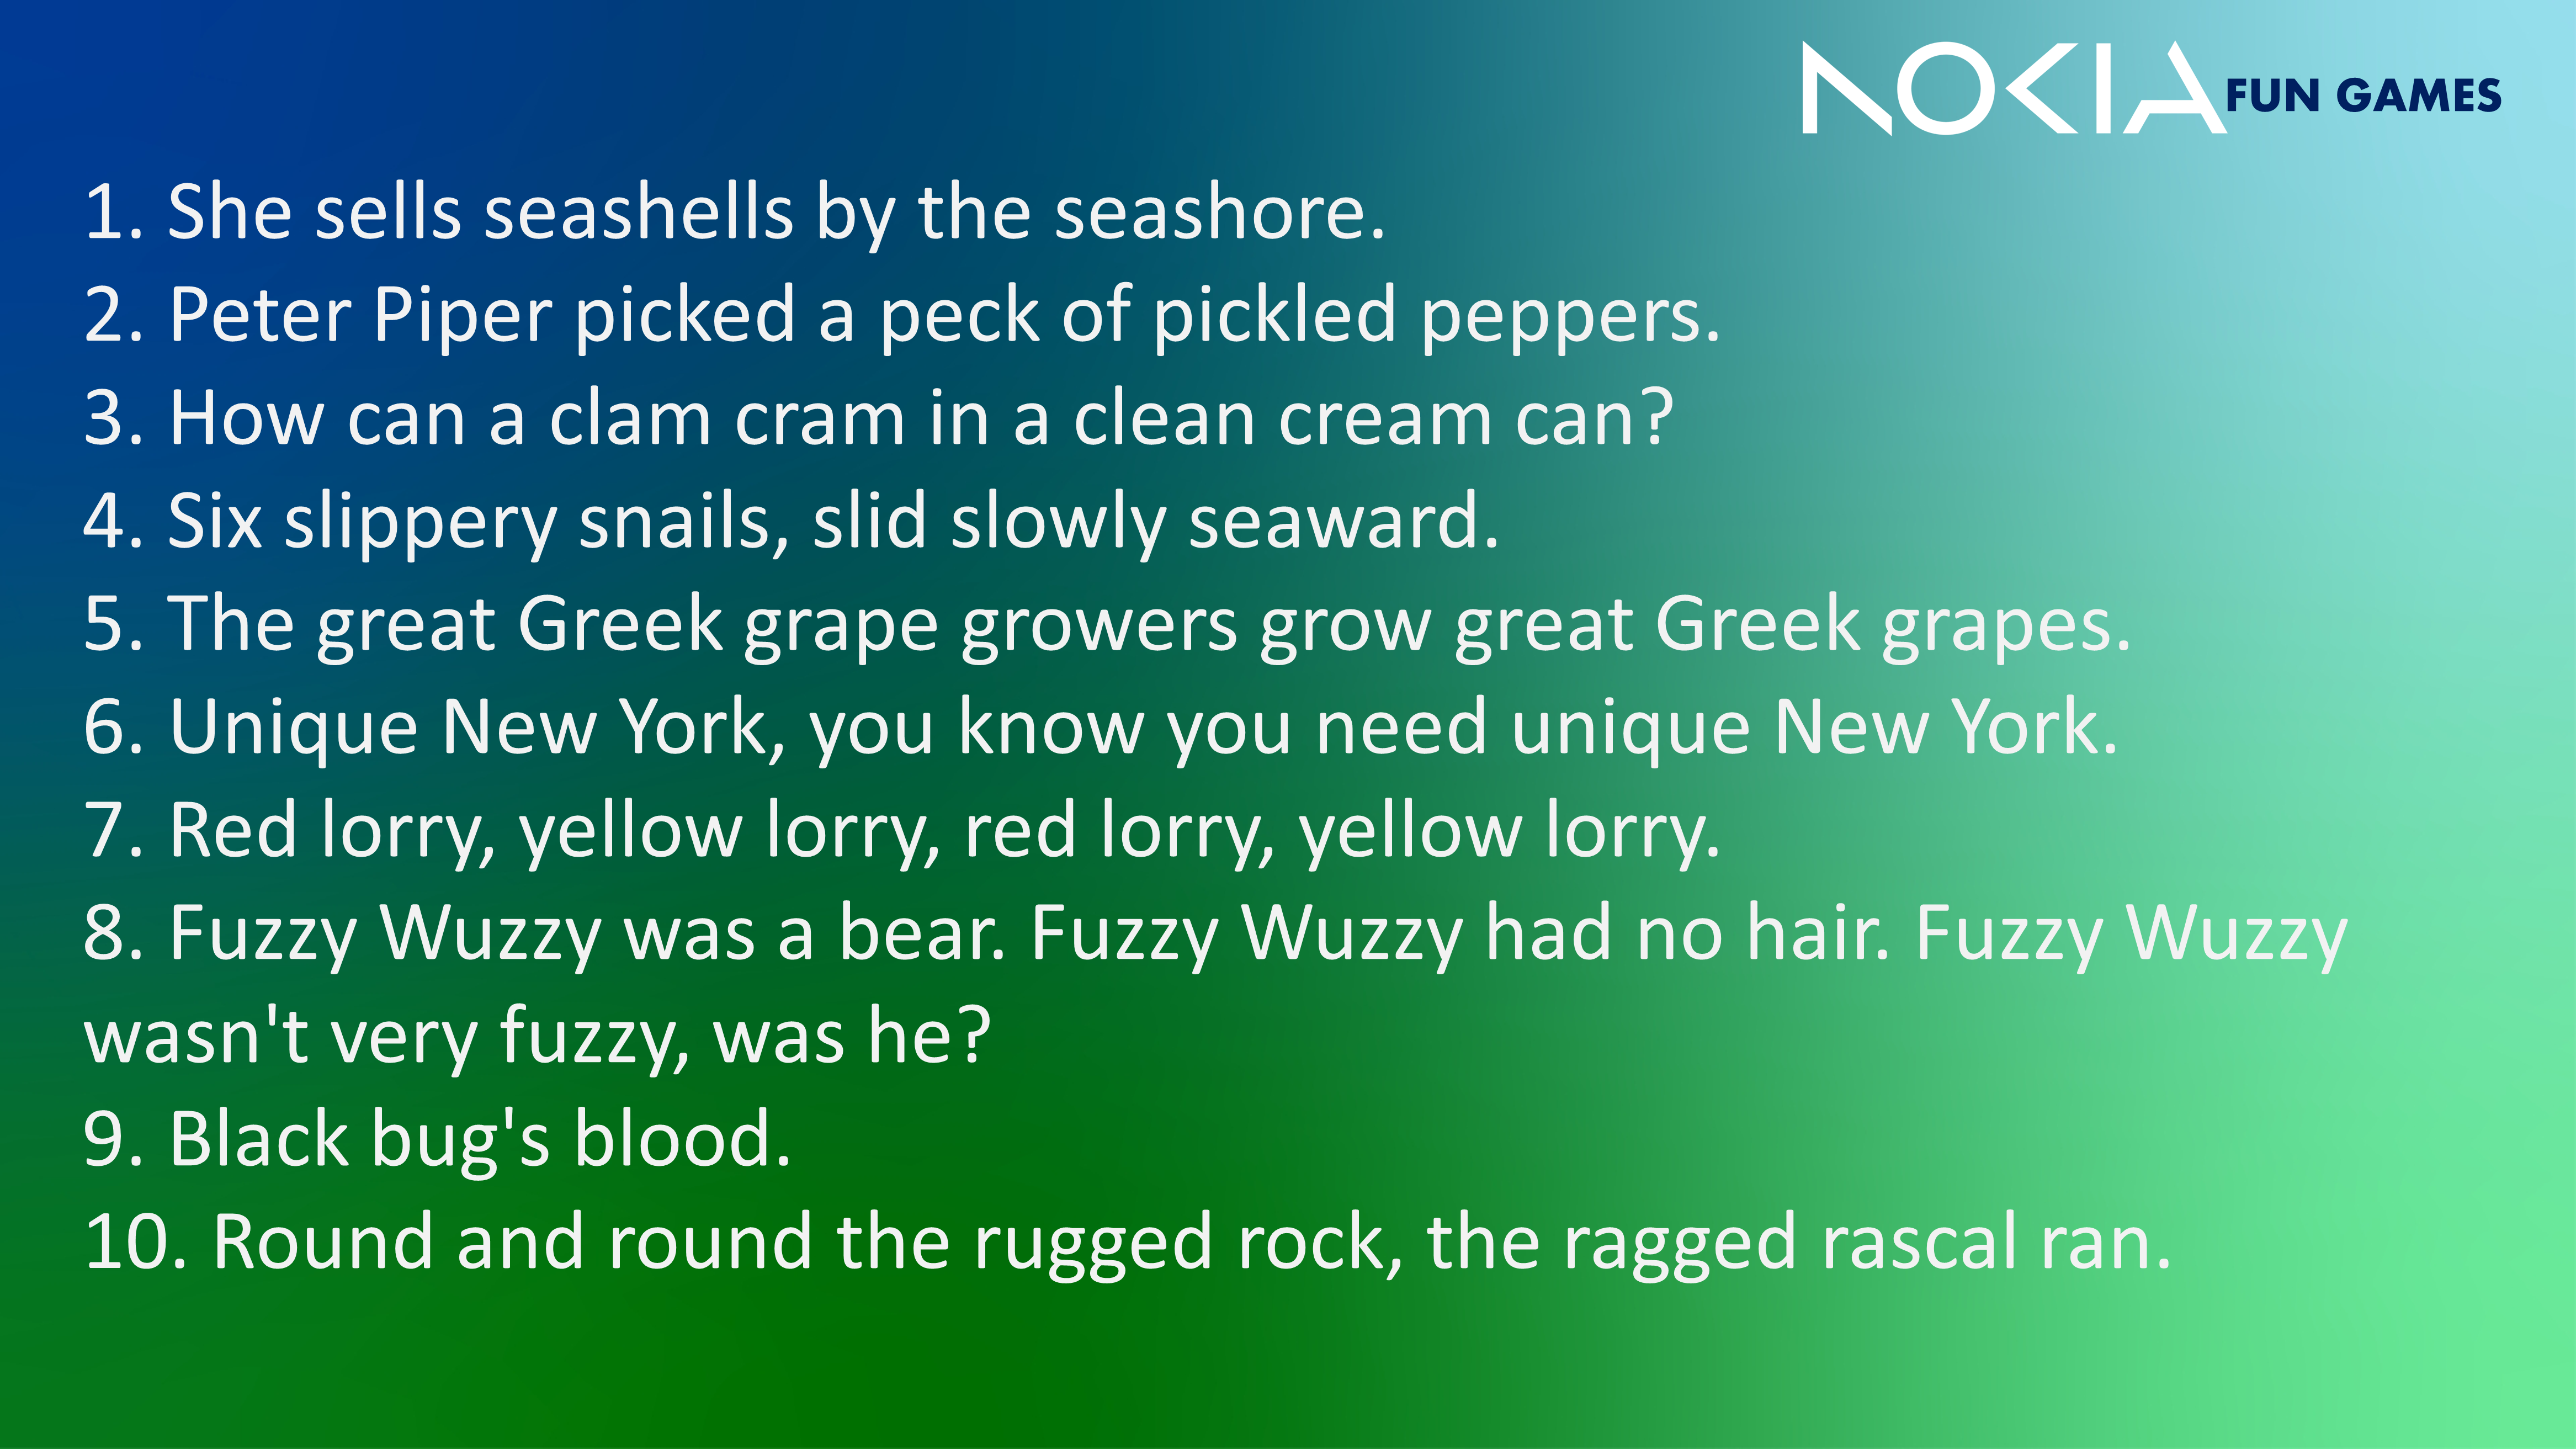 NOKIA FUN GAMES
1. She sells seashells by the seashore.
2. Peter Piper picked a peck of pickled peppers.
3. How can a clam cram in a clean cream can?
4. Six slippery snails, slid slowly seaward.
5. The great Greek grape growers grow great Greek grapes.
6. Unique New York, you know you need unique New York.
7. Red lorry, yellow lorry, red lorry, yellow lorry.
8. Fuzzy Wuzzy was a bear. Fuzzy Wuzzy had no hair. Fuzzy Wuzzy
wasn't very fuzzy, was he?
9. Black bug's blood.
10. Round and round the rugged rock, the ragged rascal ran.